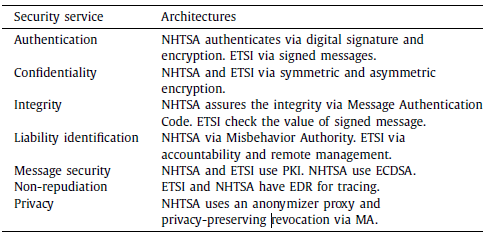 Security service Architectures
Authentication NHTSA authenticates via digital signature and
encryption. ETSI via signed messages.
Confidentiality NHTSA and ETSI via symmetric and asymmetric
encryption.
Integrity NHTSA assures the integrity via Message Authentication
Code. ETSI check the value of signed message.
Liability identification NHTSA via Misbehavior Authority. ETSI via
accountability and remote management.
Message security NHTSA and ETSI use PKI. NHTSA use ECDSA.
Non-repudiation ETSI and NHTSA have EDR for tracing.
Privacy NHTSA uses an anonymizer proxy and
privacy-preserving revocation via MA.